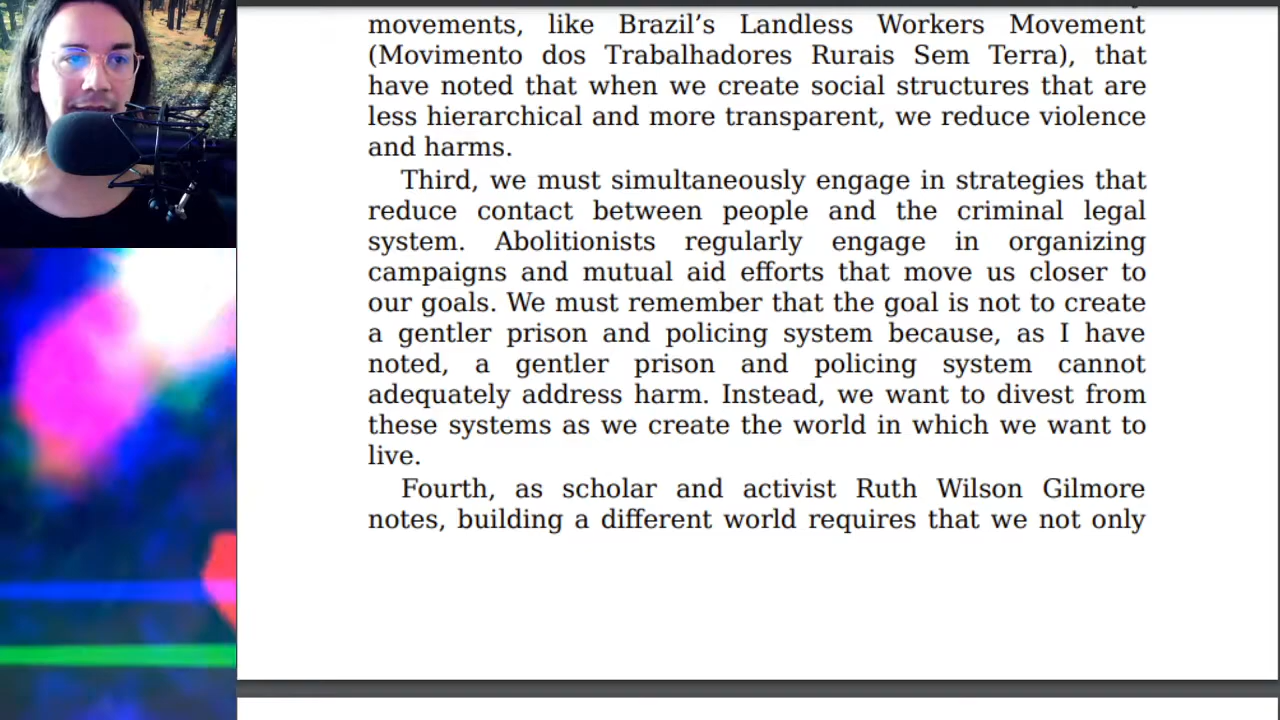 movements, like Brazil’s Landless Workers Movement
(Movimento dos Trabalhadores Rurais Sem Terra), that
have noted that when we create social structures that are
less hierarchical and more transparent, we reduce violence
and harms.
Third, we must simultaneously engage in strategies that
reduce contact between people and the criminal legal
system. Abolitionists regularly engage in organizing
campaigns and mutual aid efforts that move us closer to
our goals. We must remember that the goal is not to create
a gentler prison and policing system because, as I have
noted, a gentler prison and policing system cannot
adequately address harm. Instead, we want to divest from
these systems as we create the world in which we want to
live.
Fourth, as scholar and activist Ruth Wilson Gilmore
notes, building a different world requires that we not only